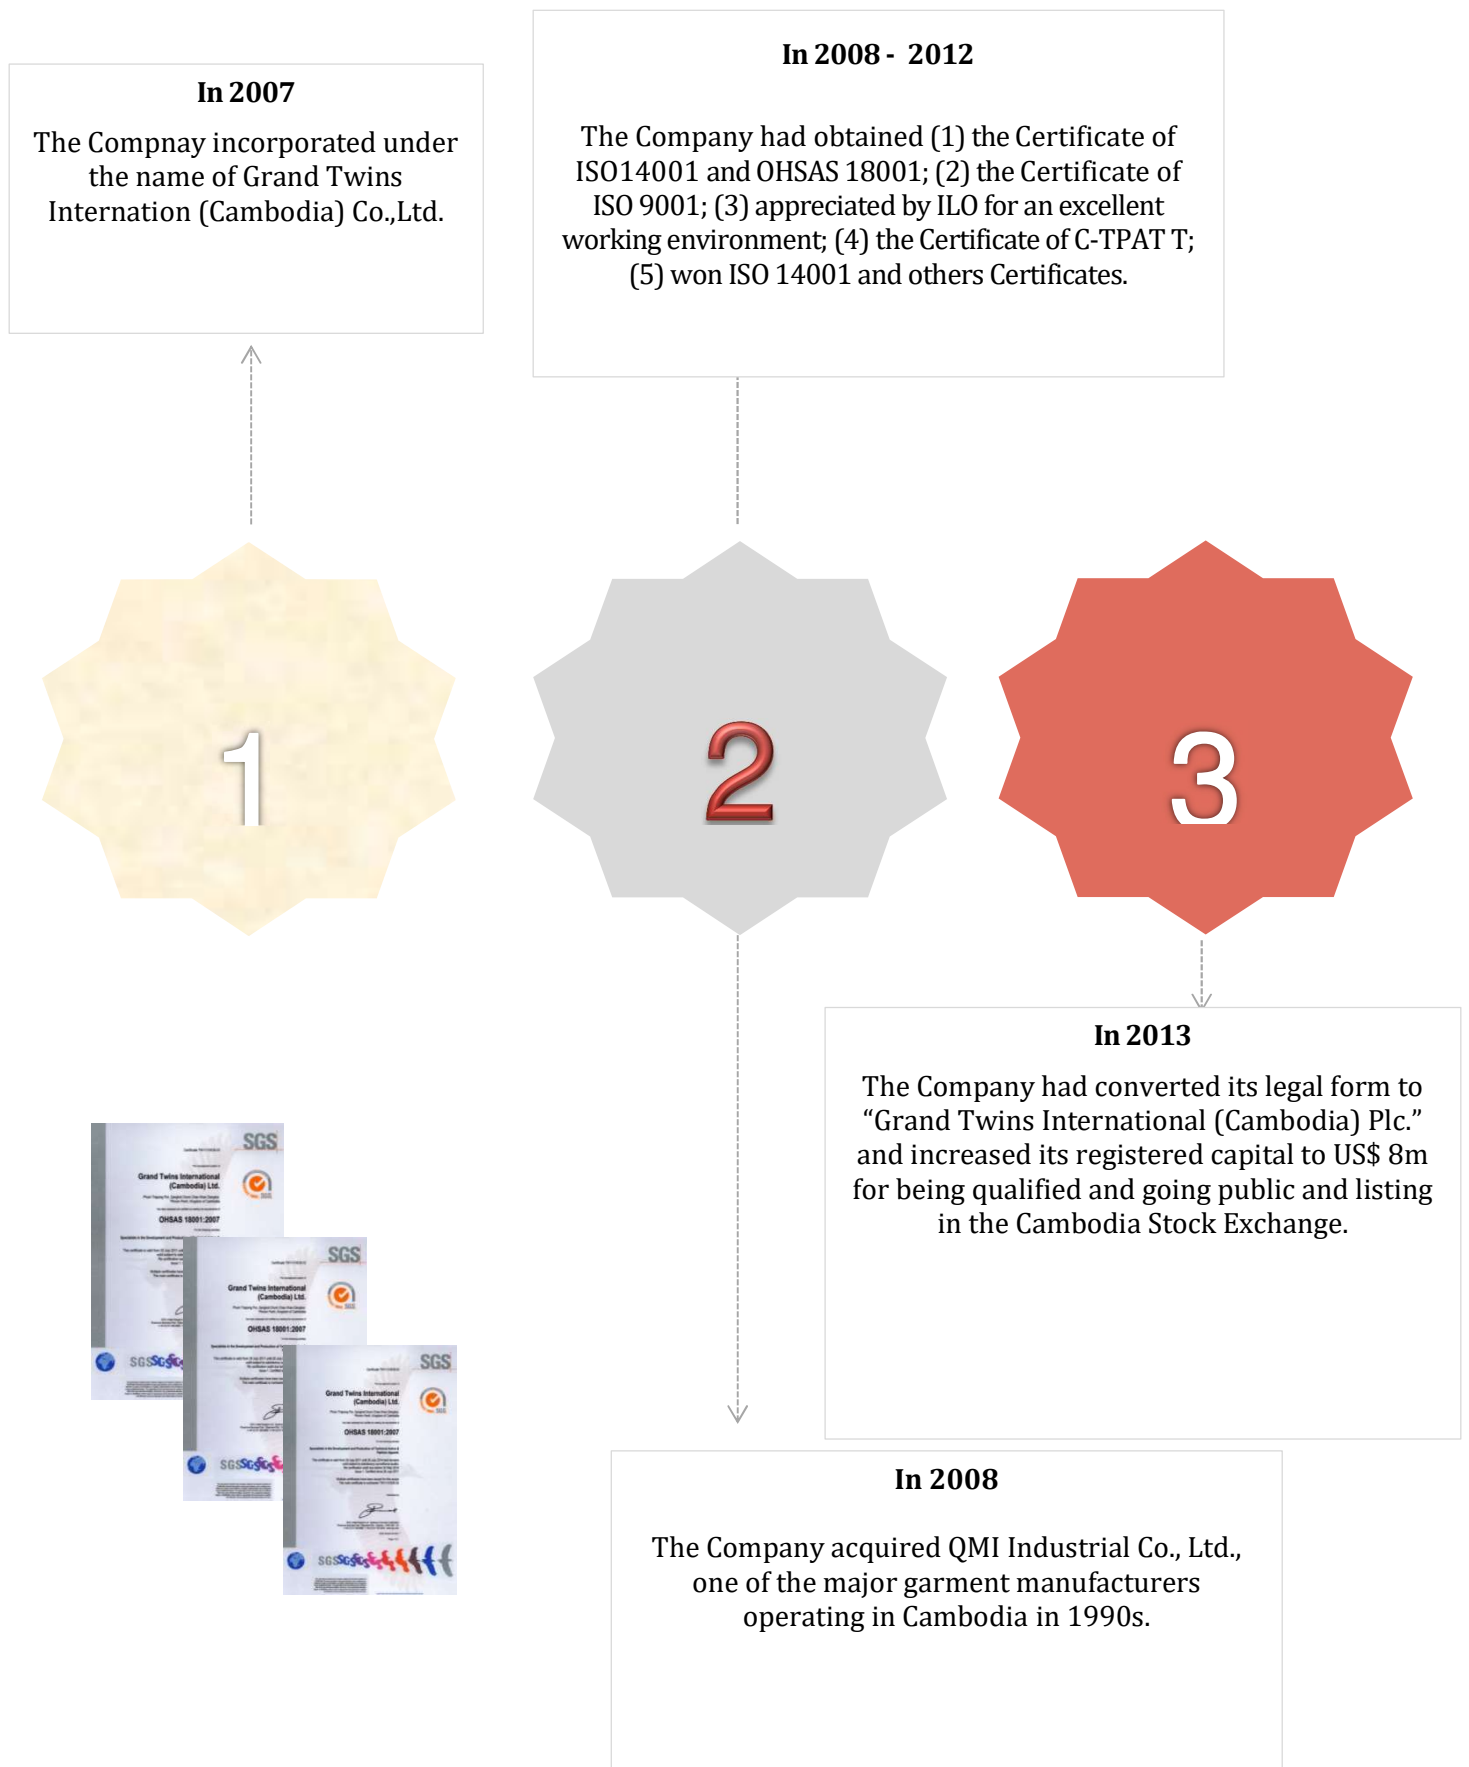 In 2007
The Compnay incorporated under
the name of Grand Twins
Internation (Cambodia) Co.,Ltd.
In 2008 - 2012
The Company had obtained (1) the Certificate of
ISO14001 and OHSAS 18001; (2) the Certificate of
ISO 9001; (3) appreciated by ILO for an excellent
working environment; (4) the Certificate of C-TPAT T;
(5) won ISO 14001 and others Certificates.
1
2
3
In 2013
The Company had converted its legal form to
“Grand Twins International (Cambodia) Plc.”
and increased its registered capital to US$ 8m
for being qualified and going public and listing
in the Cambodia Stock Exchange.
SGS
Grand Twins International
(Cambodia) Ltd.
OHSAS 18001:2007
SGS
Grand Twins International
(Cambodia) Ltd.
OHSAS 18001:2007
SGS
Grand Twins International
(Cambodia) Ltd.
OHSAS 18001:2007
In 2008
The Company acquired QMI Industrial Co., Ltd.,
one of the major garment manufacturers
operating in Cambodia in 1990s.